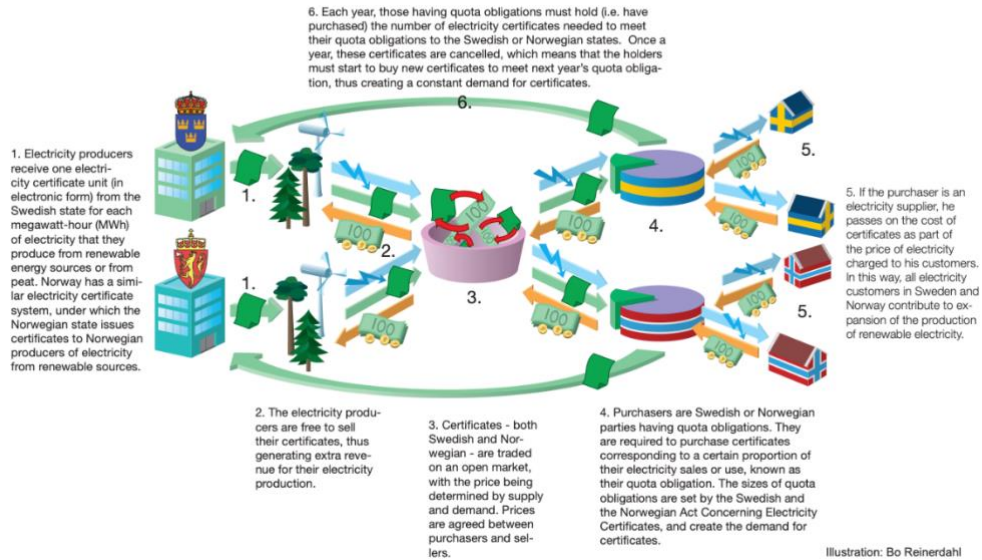 6. Each year, those having quota obligations must hold (i.e. have
purchased) the number of electricity certificates needed to meet
their quota obligations to the Swedish or Norwegian states. Once a
year, these certificates are cancelled, which means that the holders
must start to buy new certificates to meet next year's quota obliga-
tion, thus creating a constant demand for certificates.
6.
1. Electricity producers
receive one electri-
city certificate unit (in
electronic form) from the
Swedish state for each
megawatt-hour (MWh)
of electricity that they
produce from renewable
energy sources or from
peat. Norway has a simi-
lar electricity certificate
system, under which the
Norwegian state issues
certificates to Norwegian
producers of electricity
from renewable sources.
1.
1.
2.
100
100
100
3.
100
100
4.
100
100
100
100
5.
5.
5. If the purchaser is an
electricity supplier, he
passes on the cost of
certificates as part of
the price of electricity
charged to his customers.
In this way, all electricity
customers in Sweden and
Norway contribute to ex-
pansion of the production
of renewable electricity.
2. The electricity produ-
cers are free to sell
their certificates, thus
generating extra reve-
nue for their electricity
production.
3. Certificates - both
Swedish and Nor-
wegian - are traded
on an open market,
with the price being
determined by supply
and demand. Prices
are agreed between
purchasers and sel-
lers.
4. Purchasers are Swedish or Norwegian
parties having quota obligations. They
are required to purchase certificates
corresponding to a certain proportion of
their electricity sales or use, known as
their quota obligation. The sizes of quota
obligations are set by the Swedish and
the Norwegian Act Concerning Electricity
Certificates, and create the demand for
certificates.
Illustration: Bo Reinerdahl